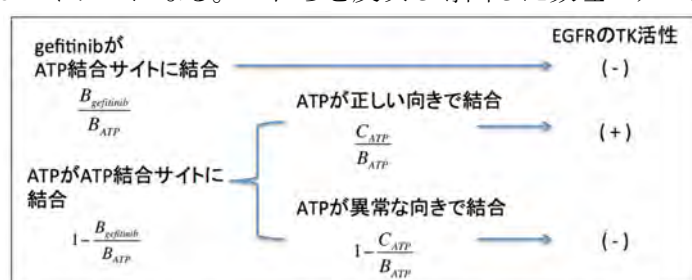 EGFRのTK活性
gefitinibが
ATP結合サイトに結合
(-)
B_gefitinib / B_ATP
ATPが正しい向きで結合
C_ATP / B_ATP
(+)
ATPがATP結合サイトに
結合
1 - B_gefitinib / B_ATP
ATPが異常な向きで結合
1 - C_ATP / B_ATP
(-)